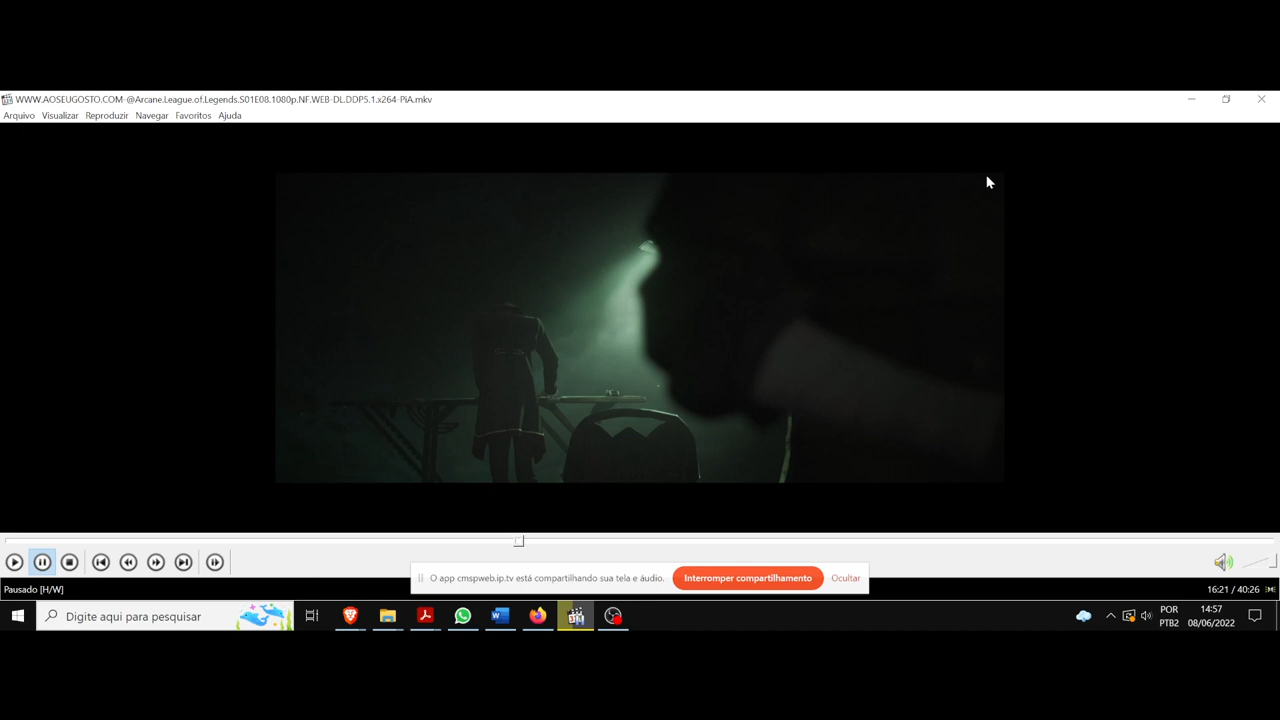 WWW.AOSEUGOSTO.COM-@Arcane.League.of.Legends.S01E08.1080p.NF.WEB-DL.DDP5.1.x264-PiA.mkv
Arquivo Visualizar Reproduzir Navegar Favoritos Ajuda
O app cmspweb.ip.tv está compartilhando sua tela e áudio. Interromper compartilhamento Ocultar
Pausado [H/W] 16:21 / 40:26
Digite aqui para pesquisar
POR 14:57
PTB2 08/06/2022